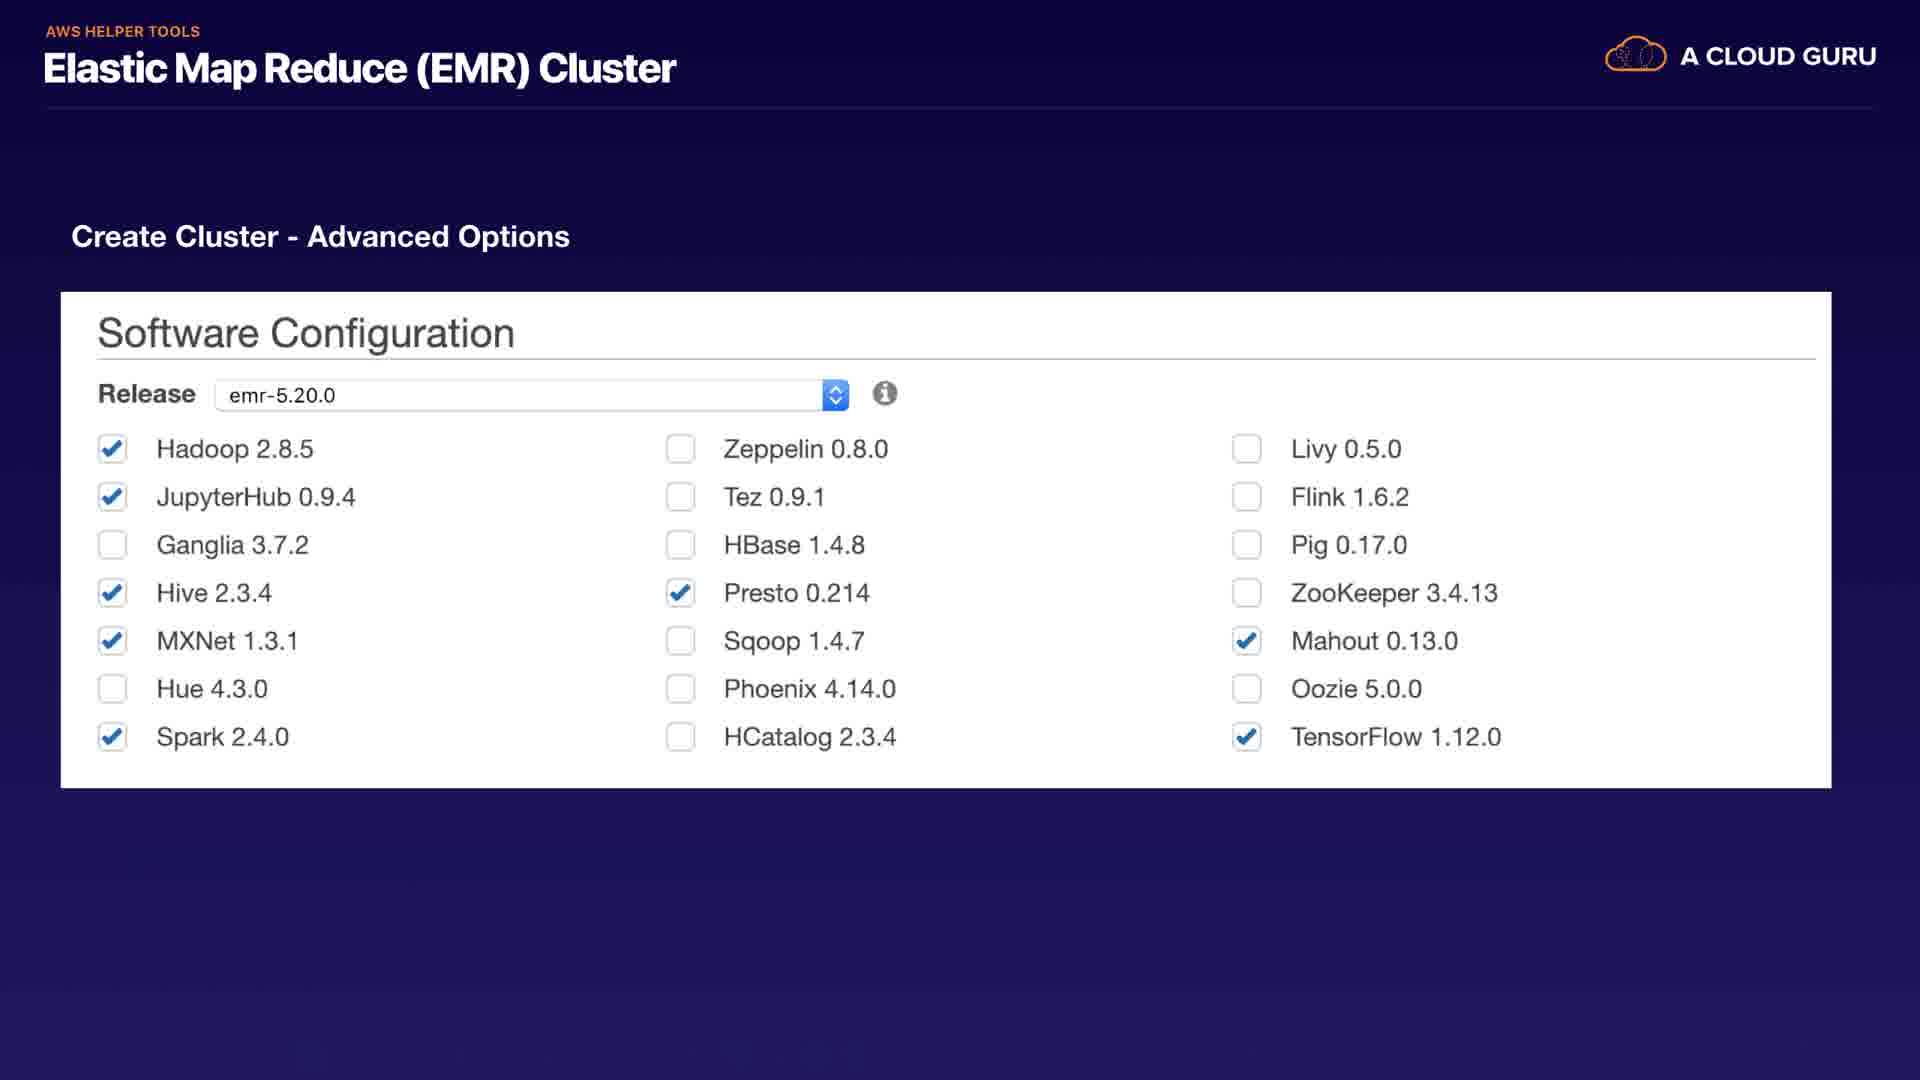 AWS HELPER TOOLS
Elastic Map Reduce (EMR) Cluster
A CLOUD GURU
Create Cluster - Advanced Options
Software Configuration
Release emr-5.20.0
Hadoop 2.8.5 Zeppelin 0.8.0 Livy 0.5.0
JupyterHub 0.9.4 Tez 0.9.1 Flink 1.6.2
Ganglia 3.7.2 HBase 1.4.8 Pig 0.17.0
Hive 2.3.4 Presto 0.214 ZooKeeper 3.4.13
MXNet 1.3.1 Sqoop 1.4.7 Mahout 0.13.0
Hue 4.3.0 Phoenix 4.14.0 Oozie 5.0.0
Spark 2.4.0 HCatalog 2.3.4 TensorFlow 1.12.0